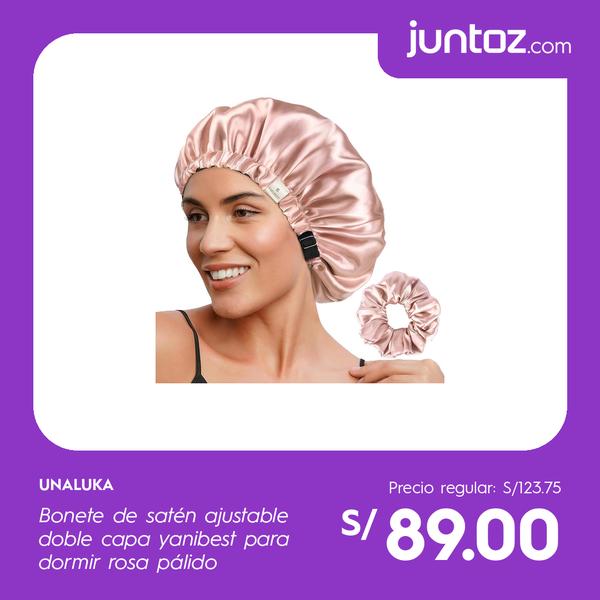 juntoz.com
UNALUKA
Bonete de satén ajustable
doble capa yanibest para
dormir rosa pálido
Precio regular: S/123.75
S/89.00